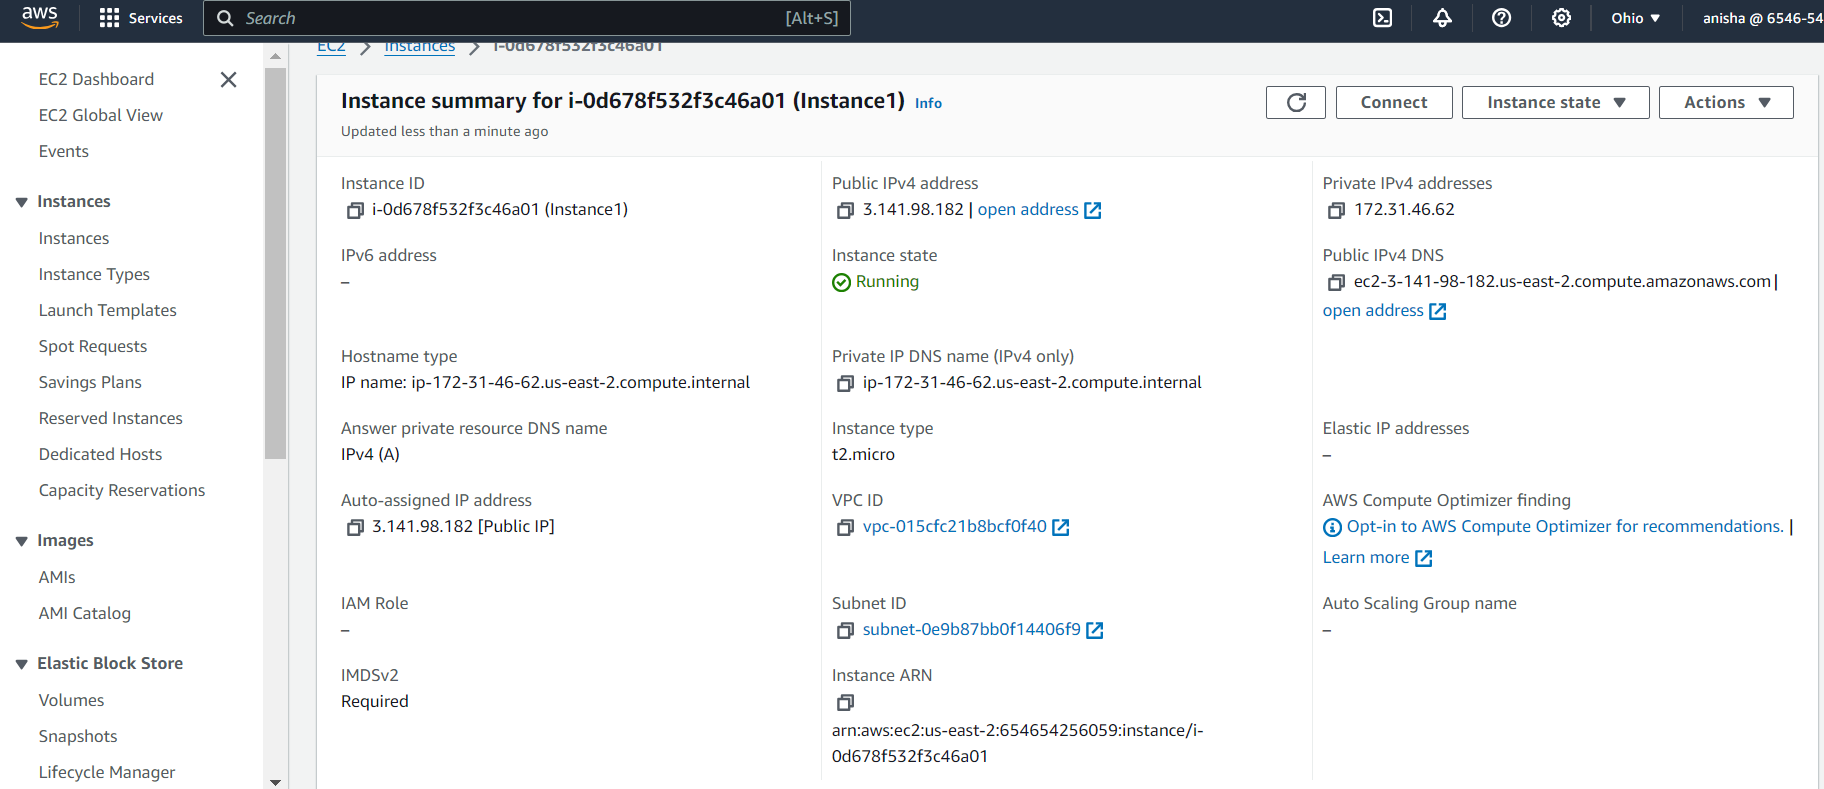 aws
Services
Search [Alt+S]
Ohio
anisha @ 6546-54
EC2 Dashboard
EC2 Global View
Events
Instances
Instances
Instance Types
Launch Templates
Spot Requests
Savings Plans
Reserved Instances
Dedicated Hosts
Capacity Reservations
Images
AMIs
AMI Catalog
Elastic Block Store
Volumes
Snapshots
Lifecycle Manager
EC2 Instances i-0d678f532f3c46a01
Instance summary for i-0d678f532f3c46a01 (Instance1) Info
Updated less than a minute ago
Connect
Instance state
Actions
Instance ID
i-0d678f532f3c46a01 (Instance1)
Public IPv4 address
3.141.98.182 | open address
Private IPv4 addresses
172.31.46.62
IPv6 address
–
Instance state
Running
Public IPv4 DNS
ec2-3-141-98-182.us-east-2.compute.amazonaws.com |
open address
Hostname type
IP name: ip-172-31-46-62.us-east-2.compute.internal
Private IP DNS name (IPv4 only)
ip-172-31-46-62.us-east-2.compute.internal
Answer private resource DNS name
IPv4 (A)
Instance type
t2.micro
Elastic IP addresses
–
Auto-assigned IP address
3.141.98.182 [Public IP]
VPC ID
vpc-015cfc21b8bcf0f40
AWS Compute Optimizer finding
Opt-in to AWS Compute Optimizer for recommendations. |
Learn more
IAM Role
–
Subnet ID
subnet-0e9b87bb0f14406f9
Auto Scaling Group name
–
IMDSv2
Required
Instance ARN
arn:aws:ec2:us-east-2:654654256059:instance/i-
0d678f532f3c46a01